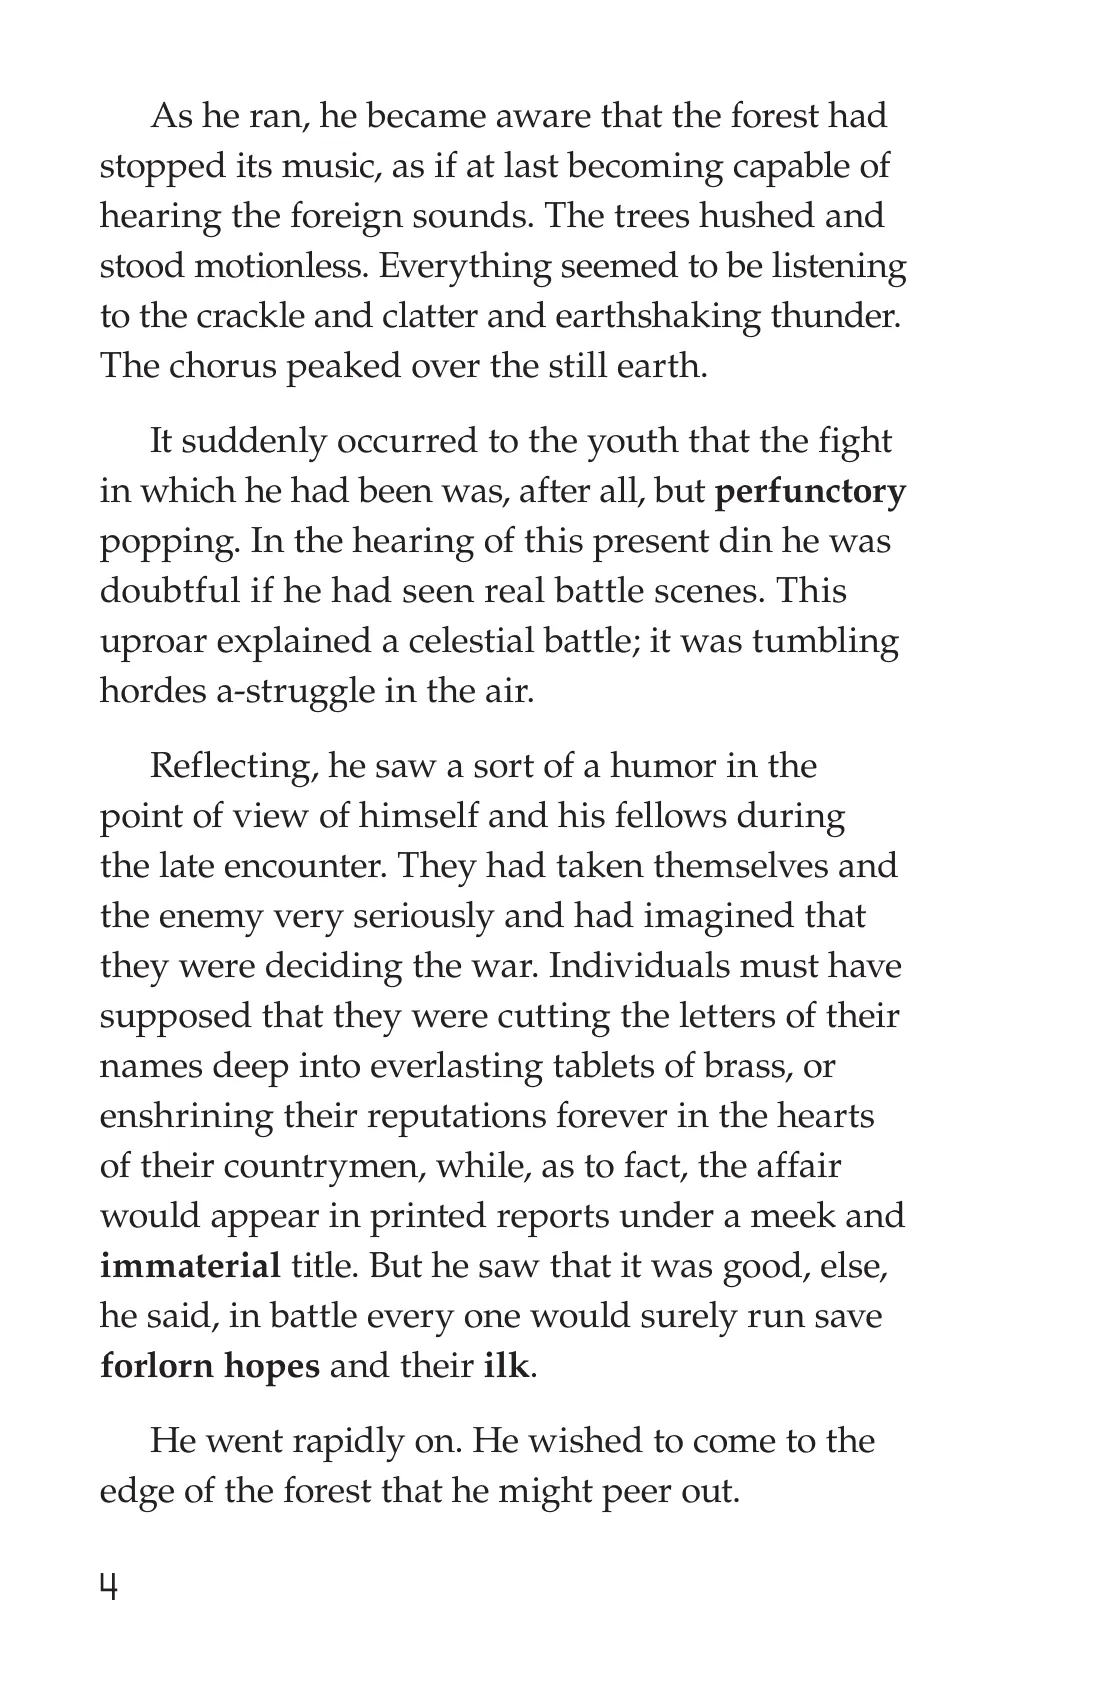 As he ran, he became aware that the forest had
stopped its music, as if at last becoming capable of
hearing the foreign sounds. The trees hushed and
stood motionless. Everything seemed to be listening
to the crackle and clatter and earthshaking thunder.
The chorus peaked over the still earth.
It suddenly occurred to the youth that the fight
in which he had been was, after all, but perfunctory
popping. In the hearing of this present din he was
doubtful if he had seen real battle scenes. This
uproar explained a celestial battle; it was tumbling
hordes a-struggle in the air.
Reflecting, he saw a sort of a humor in the
point of view of himself and his fellows during
the late encounter. They had taken themselves and
the enemy very seriously and had imagined that
they were deciding the war. Individuals must have
supposed that they were cutting the letters of their
names deep into everlasting tablets of brass, or
enshrining their reputations forever in the hearts
of their countrymen, while, as to fact, the affair
would appear in printed reports under a meek and
immaterial title. But he saw that it was good, else,
he said, in battle every one would surely run save
forlorn hopes and their ilk.
He went rapidly on. He wished to come to the
edge of the forest that he might peer out.
4